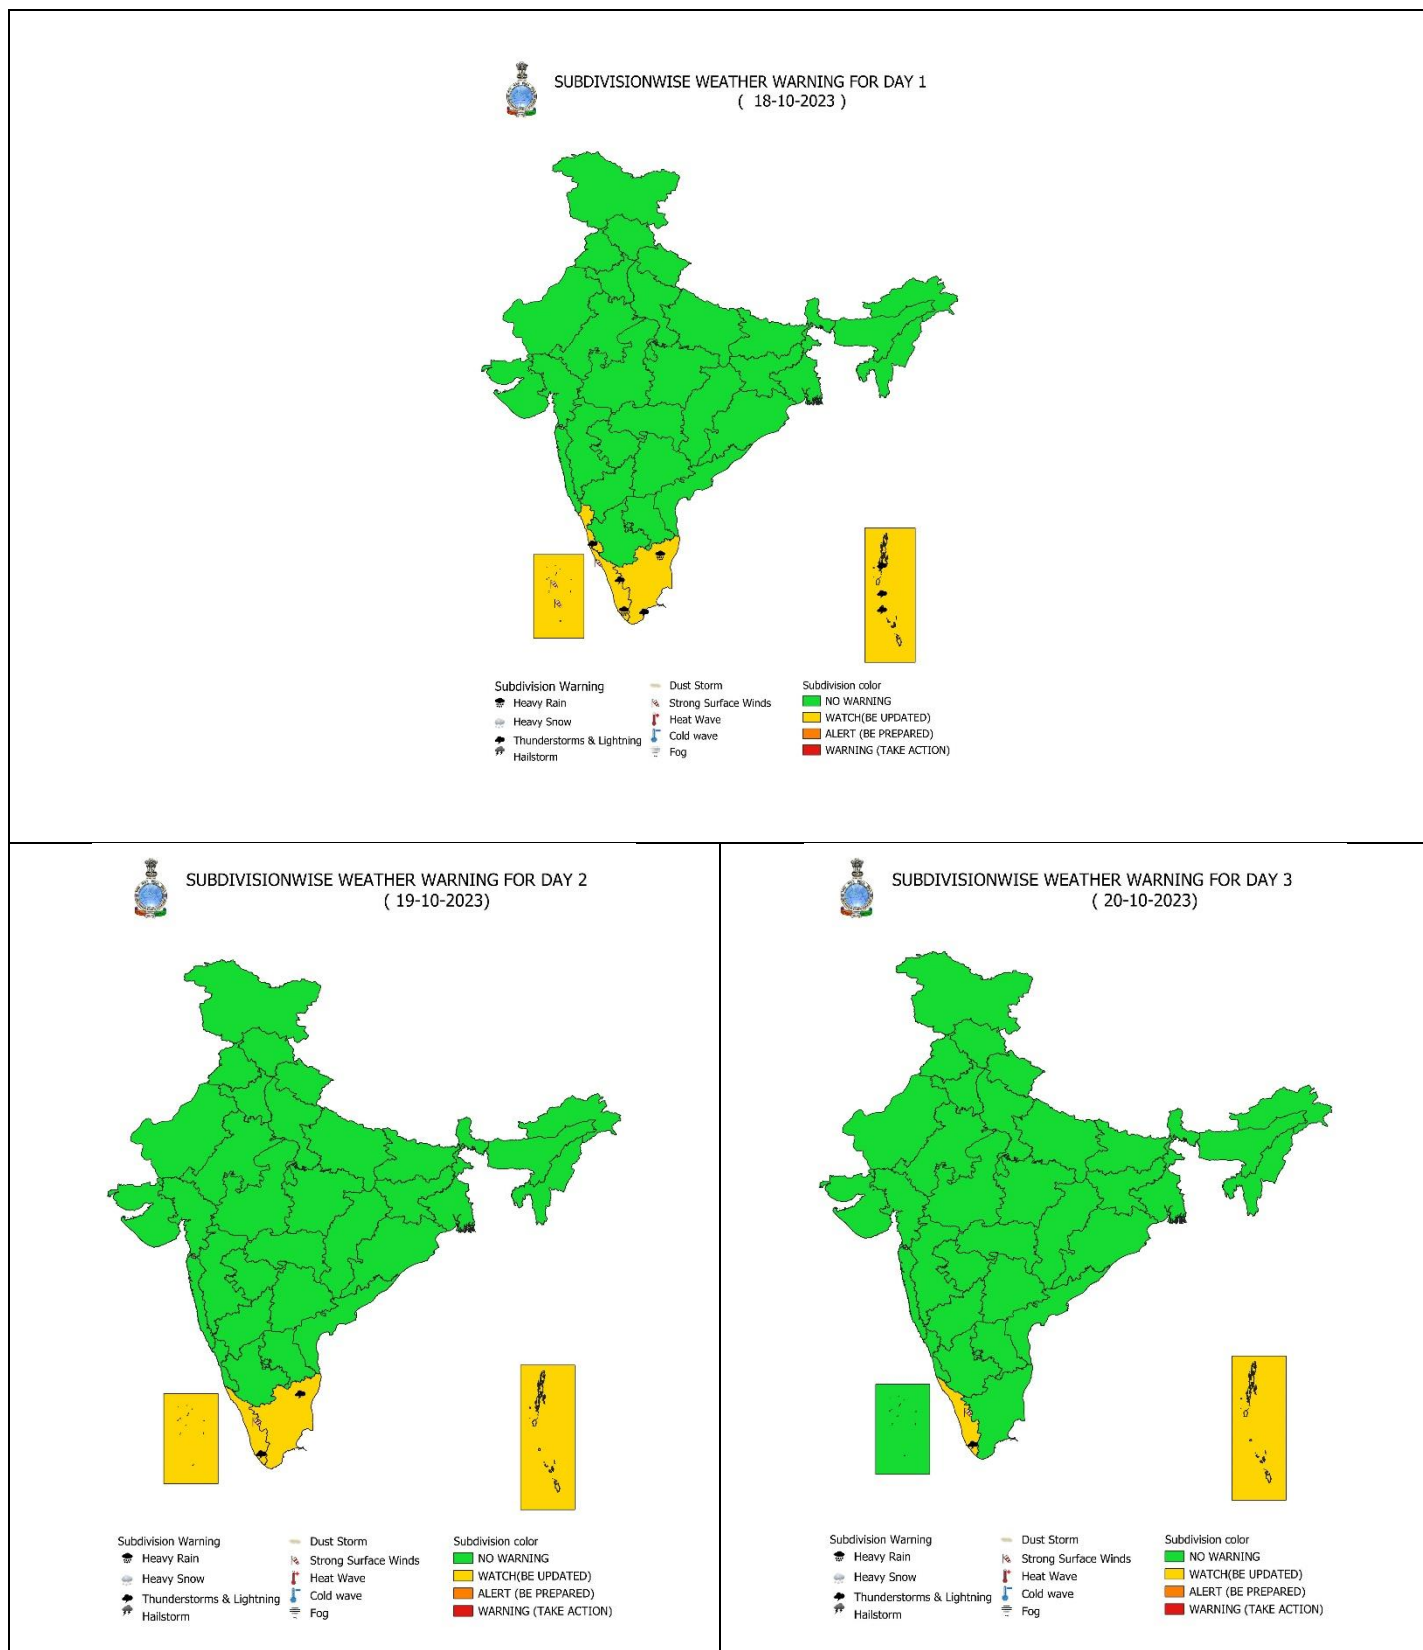 SUBDIVISIONWISE WEATHER WARNING FOR DAY 1
( 18-10-2023 )
Subdivision Warning
Heavy Rain
Heavy Snow
Thunderstorms & Lightning
Hailstorm
Dust Storm
Strong Surface Winds
Heat Wave
Cold wave
Fog
Subdivision color
NO WARNING
WATCH(BE UPDATED)
ALERT (BE PREPARED)
WARNING (TAKE ACTION)
SUBDIVISIONWISE WEATHER WARNING FOR DAY 2
( 19-10-2023)
Subdivision Warning
Heavy Rain
Heavy Snow
Thunderstorms & Lightning
Hailstorm
Dust Storm
Strong Surface Winds
Heat Wave
Cold wave
Fog
Subdivision color
NO WARNING
WATCH(BE UPDATED)
ALERT (BE PREPARED)
WARNING (TAKE ACTION)
SUBDIVISIONWISE WEATHER WARNING FOR DAY 3
( 20-10-2023)
Subdivision Warning
Heavy Rain
Heavy Snow
Thunderstorms & Lightning
Hailstorm
Dust Storm
Strong Surface Winds
Heat Wave
Cold wave
Fog
Subdivision color
NO WARNING
WATCH(BE UPDATED)
ALERT (BE PREPARED)
WARNING (TAKE ACTION)